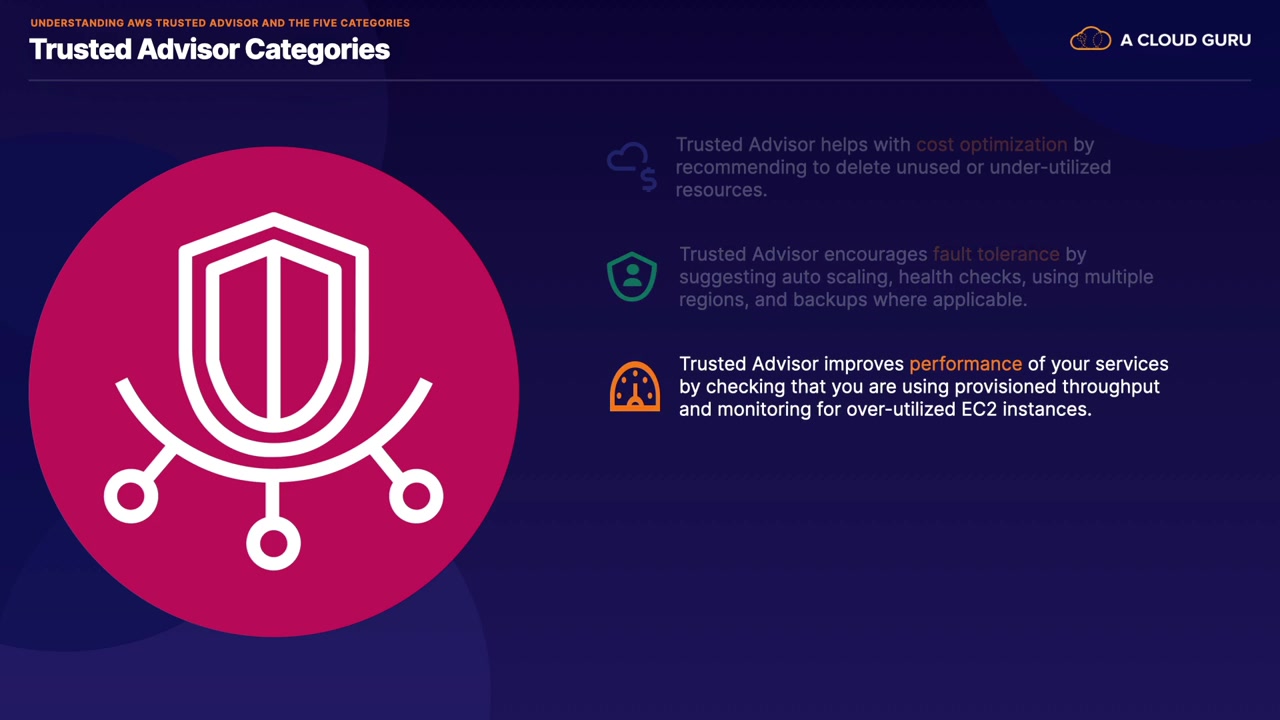 UNDERSTANDING AWS TRUSTED ADVISOR AND THE FIVE CATEGORIES
Trusted Advisor Categories
A CLOUD GURU
Trusted Advisor helps with cost optimization by
recommending to delete unused or under-utilized
resources.
Trusted Advisor encourages fault tolerance by
suggesting auto scaling, health checks, using multiple
regions, and backups where applicable.
Trusted Advisor improves performance of your services
by checking that you are using provisioned throughput
and monitoring for over-utilized EC2 instances.